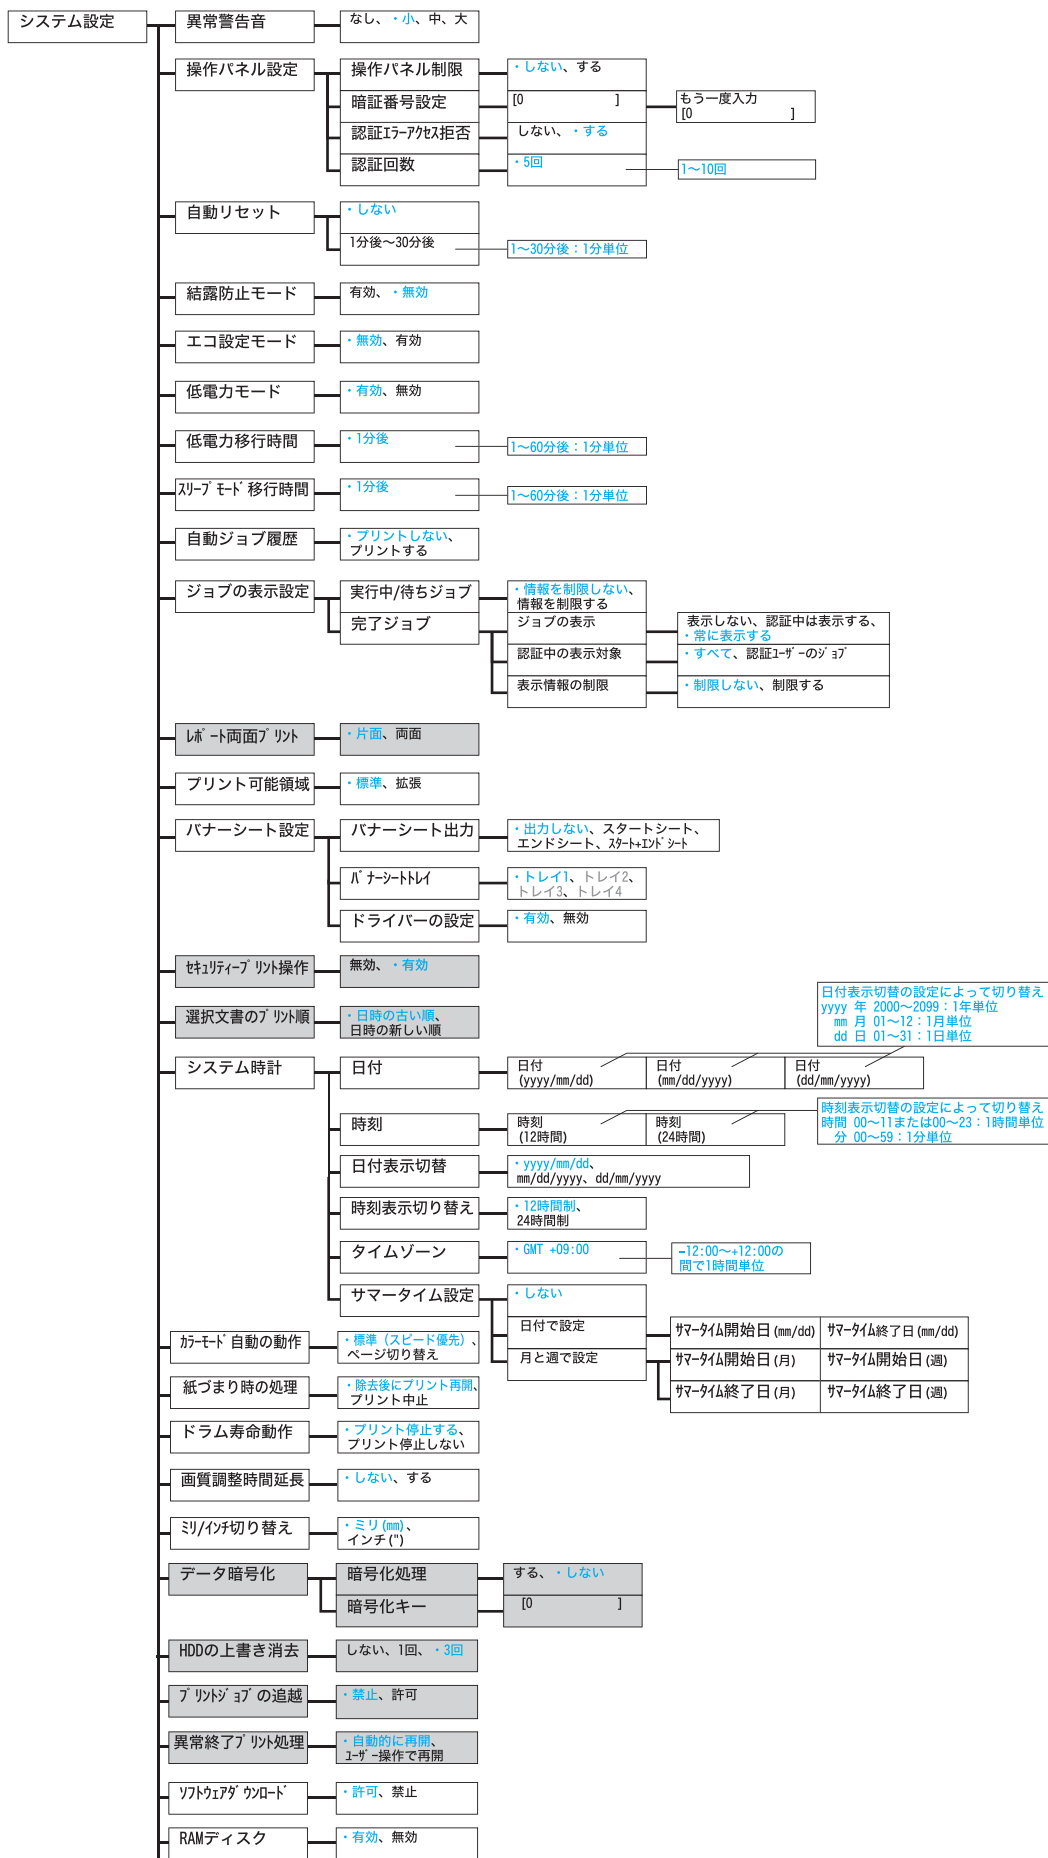 システム設定
異常警告音
なし、・小、中、大
操作パネル設定
操作パネル制限
・しない、する
暗証番号設定
[0 ]
もう一度入力
[0 ]
認証ｴﾗｰｱｸｾｽ拒否
しない、・する
認証回数
・5回
1～10回
自動リセット
・しない
1分後～30分後
1～30分後：1分単位
結露防止モード
有効、・無効
エコ設定モード
・無効、有効
低電力モード
・有効、無効
低電力移行時間
・1分後
1～60分後：1分単位
ｽﾘｰﾌﾟﾓｰﾄﾞ移行時間
・1分後
1～60分後：1分単位
自動ジョブ履歴
・プリントしない、
プリントする
ジョブの表示設定
実行中/待ちジョブ
・情報を制限しない、
情報を制限する
完了ジョブ
ジョブの表示
表示しない、認証中は表示する、
・常に表示する
認証中の表示対象
・すべて、認証ﾕｰｻﾞｰのｼﾞｮﾌﾞ
表示情報の制限
・制限しない、制限する
ﾚﾎﾟｰﾄ両面ﾌﾟﾘﾝﾄ
・片面、両面
プリント可能領域
・標準、拡張
バナーシート設定
バナーシート出力
・出力しない、スタートシート、
エンドシート、ｽﾀｰﾄ+ｴﾝﾄﾞｼｰﾄ
ﾊﾞﾅｰｼｰﾄﾄﾚｲ
・トレイ1、トレイ2、
トレイ3、トレイ4
ドライバーの設定
・有効、無効
ｾｷｭﾘﾃｨｰﾌﾟﾘﾝﾄ操作
無効、・有効
選択文書のﾌﾟﾘﾝﾄ順
・日時の古い順、
日時の新しい順
日付表示切替の設定によって切り替え
yyyy 年 2000～2099：1年単位
mm 月 01～12：1月単位
dd 日 01～31：1日単位
システム時計
日付
日付
(yyyy/mm/dd)
日付
(mm/dd/yyyy)
日付
(dd/mm/yyyy)
時刻
時刻
(12時間)
時刻
(24時間)
時刻表示切替の設定によって切り替え
時間 00～11または00～23：1時間単位
分 00～59：1分単位
日付表示切替
・yyyy/mm/dd、
mm/dd/yyyy、dd/mm/yyyy
時刻表示切り替え
・12時間制、
24時間制
タイムゾーン
・GMT +09:00
-12:00～+12:00の
間で1時間単位
サマータイム設定
・しない
日付で設定
ｻﾏｰﾀｲﾑ開始日(mm/dd)
ｻﾏｰﾀｲﾑ終了日(mm/dd)
月と週で設定
ｻﾏｰﾀｲﾑ開始日(月)
ｻﾏｰﾀｲﾑ開始日(週)
ｻﾏｰﾀｲﾑ終了日(月)
ｻﾏｰﾀｲﾑ終了日(週)
ｶﾗｰﾓｰﾄﾞ自動の動作
・標準（スピード優先）、
ページ切り替え
紙づまり時の処理
・除去後にプリント再開、
プリント中止
ドラム寿命動作
・プリント停止する、
プリント停止しない
画質調整時間延長
・しない、する
ﾐﾘ/ｲﾝﾁ切り替え
・ミリ(mm)、
インチ(")
データ暗号化
暗号化処理
する、・しない
暗号化キー
[0 ]
HDDの上書き消去
しない、1回、・3回
ﾌﾟﾘﾝﾄｼﾞｮﾌﾞの追越
・禁止、許可
異常終了ﾌﾟﾘﾝﾄ処理
・自動的に再開、
ﾕｰｻﾞｰ操作で再開
ｿﾌﾄｳｪｱﾀﾞｳﾝﾛｰﾄﾞ
・許可、禁止
RAMディスク
・有効、無効